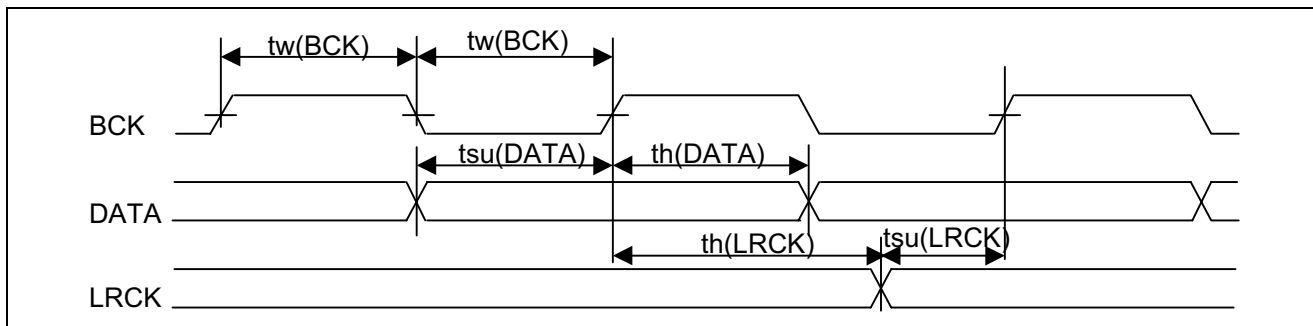 tw(BCK) tw(BCK)
BCK
tsu(DATA) th(DATA)
DATA
th(LRCK) tsu(LRCK)
LRCK